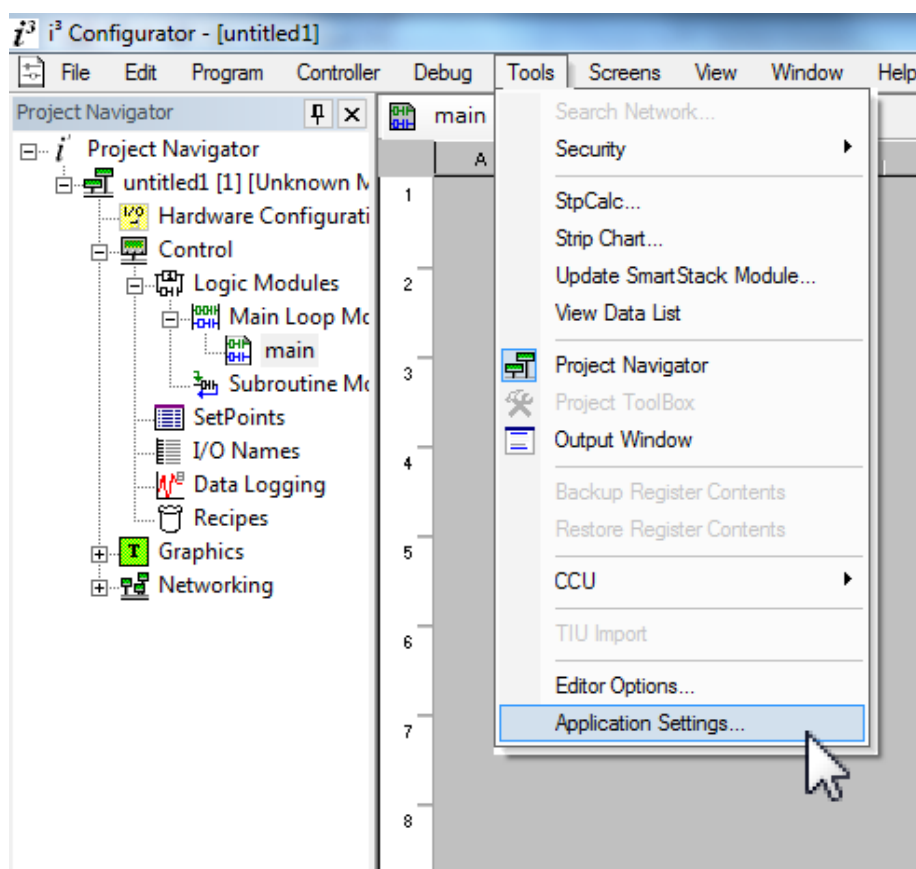 i³ i³ Configurator - [untitled1]
File Edit Program Controller Debug Tools Screens View Window Help
Project Navigator
main
Project Navigator
untitled1 [1] [Unknown
Hardware Configurati
Control
Logic Modules
Main Loop
main
Subroutine
SetPoints
I/O Names
Data Logging
Recipes
T Graphics
Networking
A
1
2
3
4
5
6
7
8
Search Network...
Security
StpCalc...
Strip Chart...
Update SmartStack Module...
View Data List
Project Navigator
Project ToolBox
Output Window
Backup Register Contents
Restore Register Contents
CCU
TIU Import
Editor Options...
Application Settings...